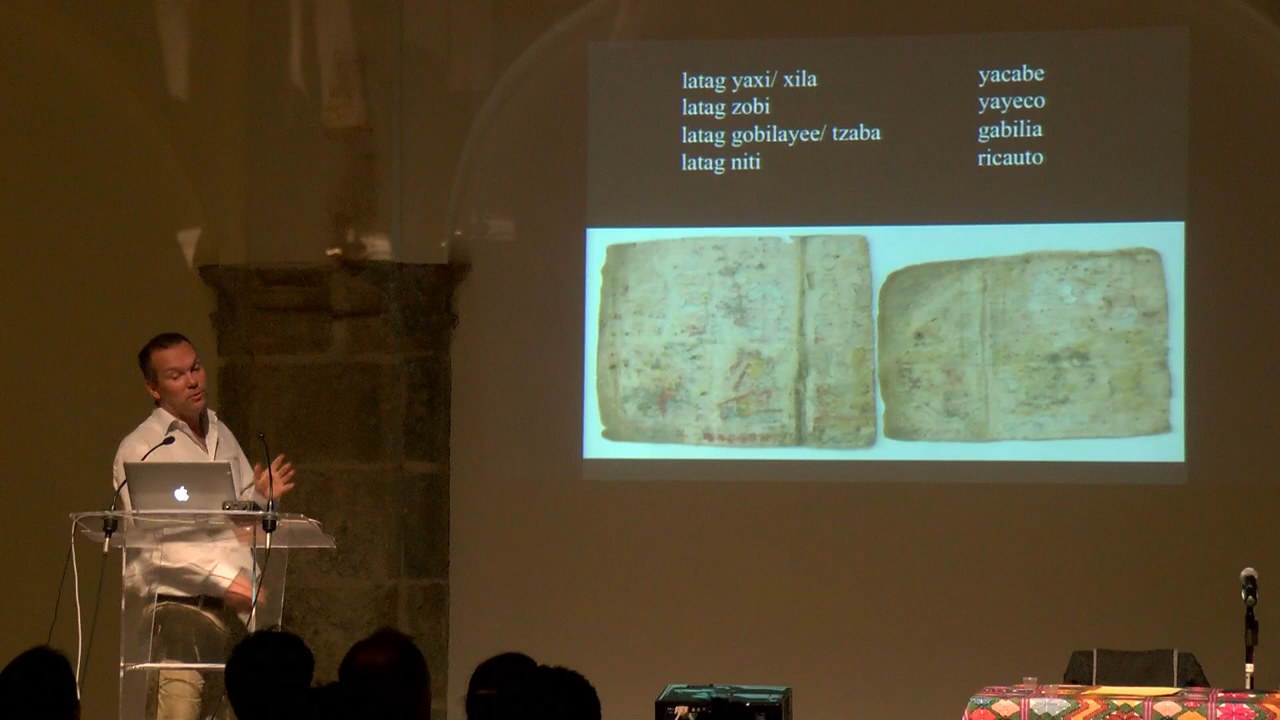 latag yaxi/ xila
latag zobi
latag gobilayee/ tzaba
latag niti
yacabe
yayeco
gabilia
ricauto